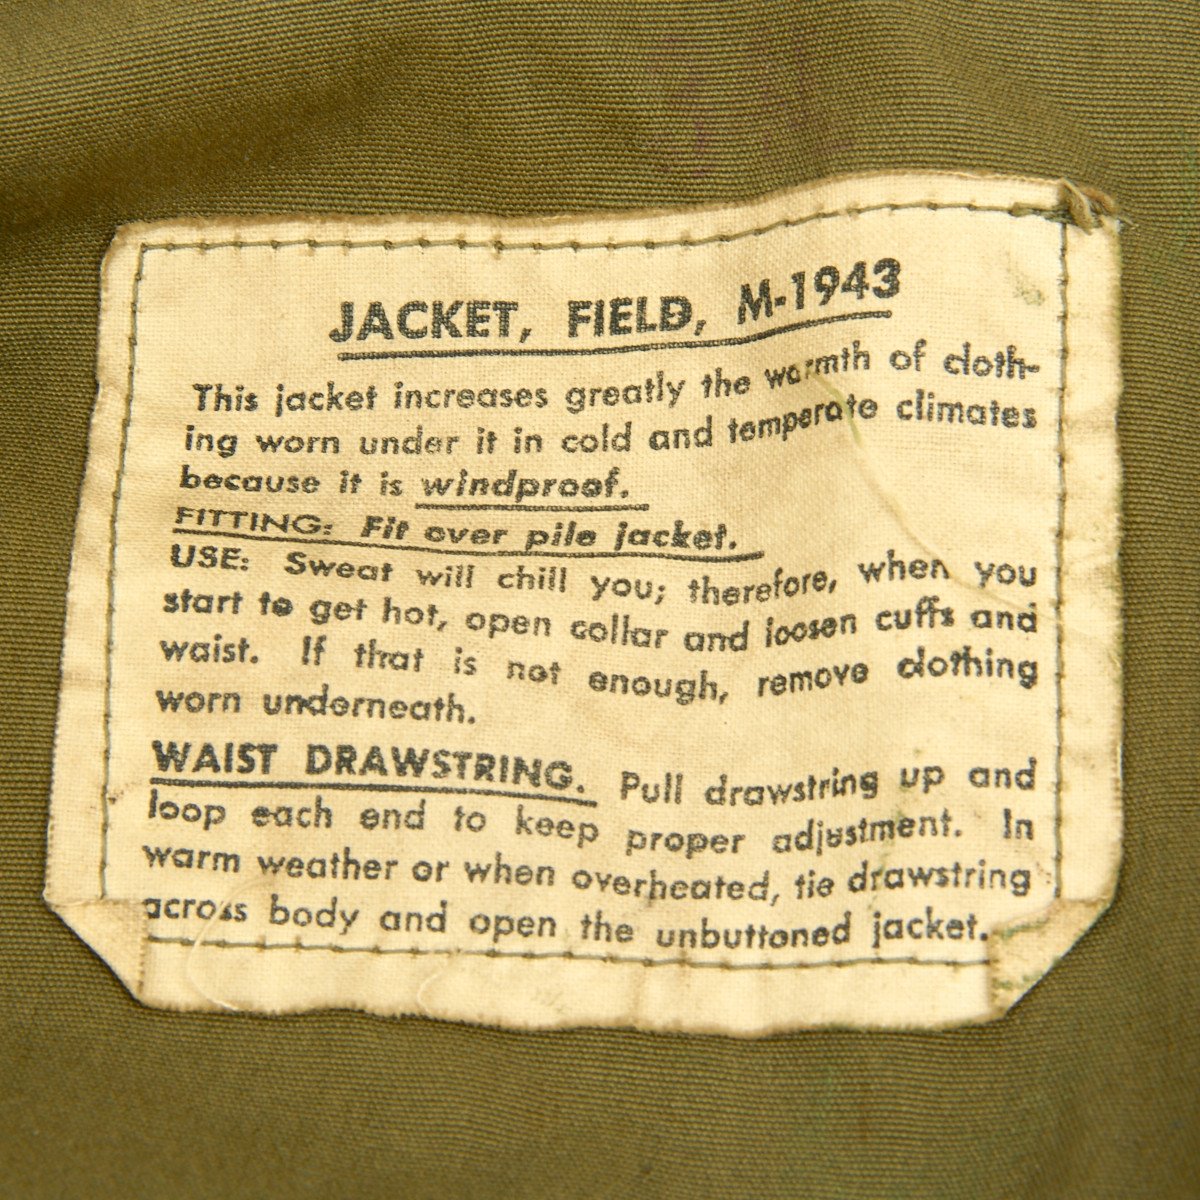 JACKET, FIELD, M-1943
This jacket increases greatly the warmth of cloth-
ing worn under it in cold and temperate climates
because it is windproof.
FITTING: Fit over pile jacket.
USE: Sweat will chill you; therefore, when you
start to get hot, open collar and loosen cuffs and
waist. If that is not enough, remove clothing
worn underneath.
WAIST DRAWSTRING. Pull drawstring up and
loop each end to keep proper adjustment. In
warm weather or when overheated, tie drawstring
across body and open the unbuttoned jacket.